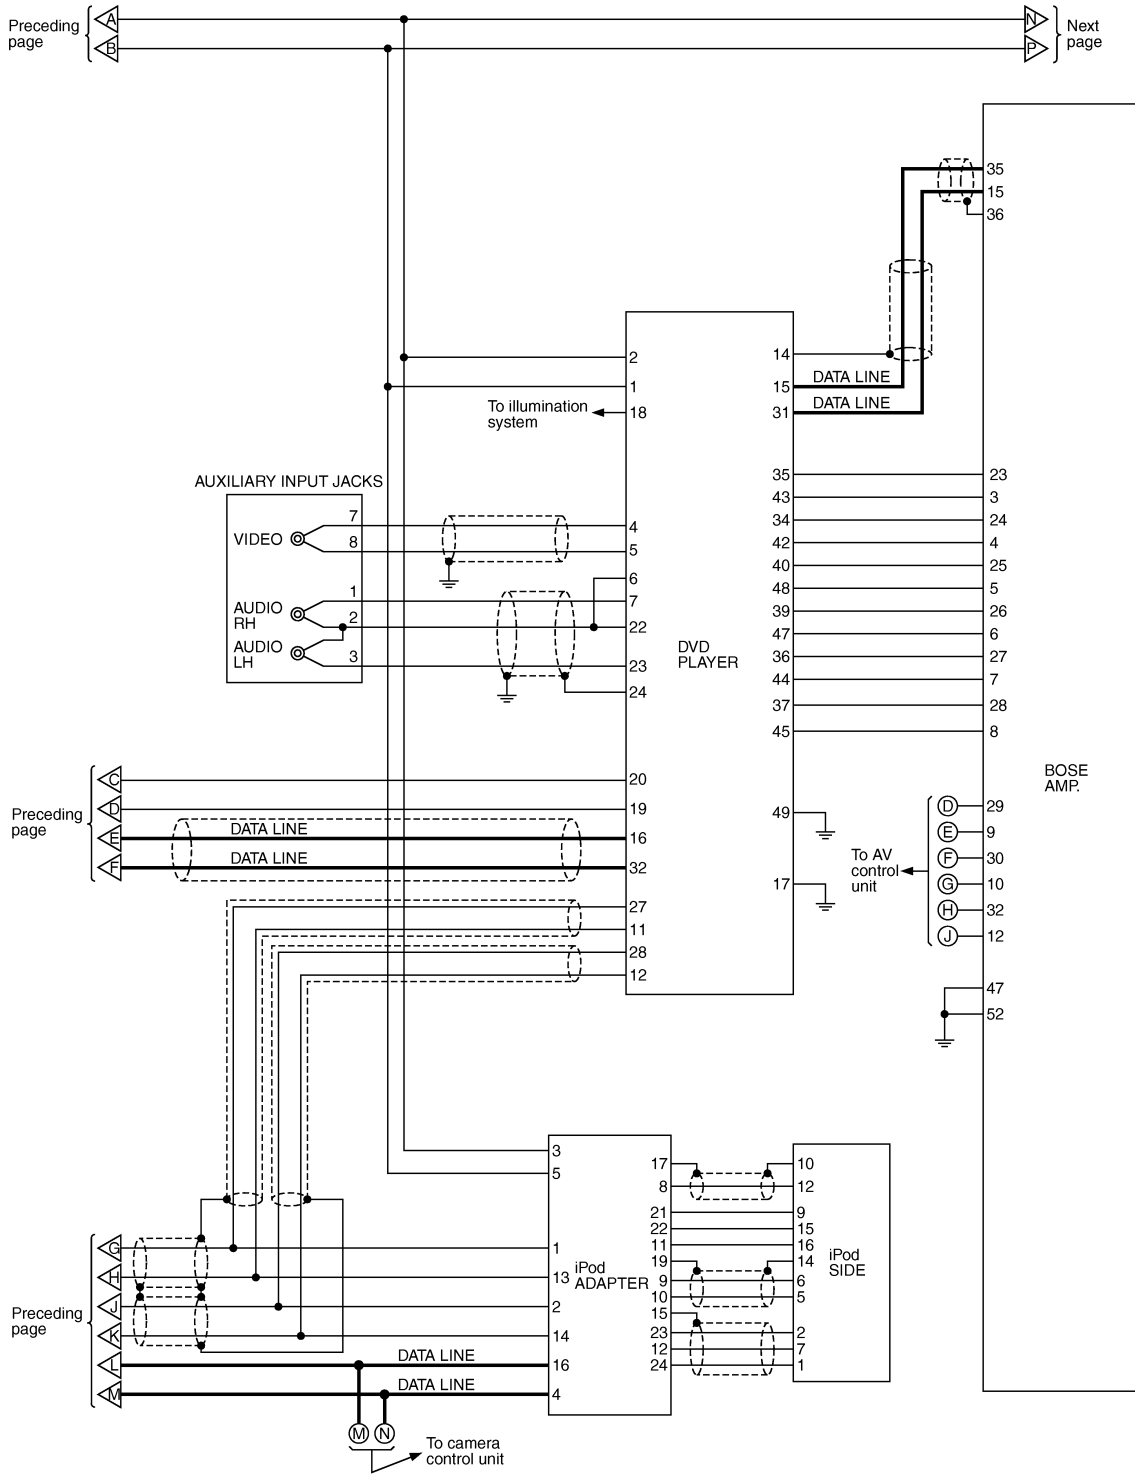 Preceding
page
A
B
N
P
Next
page
35
15
36
2
1
18
To illumination
system
14
15
DATA LINE
31
DATA LINE
AUXILIARY INPUT JACKS
VIDEO
7
8
AUDIO
RH
1
2
AUDIO
LH
3
4
5
6
7
22
23
24
DVD
PLAYER
35
43
34
42
40
48
39
47
36
44
37
45
23
3
24
4
25
5
26
6
27
7
28
8
BOSE
AMP.
Preceding
page
C
D
E
F
DATA LINE
DATA LINE
20
19
16
32
27
11
28
12
49
17
To AV
control
unit
D
E
F
G
H
J
29
9
30
10
32
12
47
52
3
5
1
13
2
14
16
4
iPod
ADAPTER
17
8
21
22
11
19
9
10
15
23
12
24
10
12
9
15
16
14
6
5
2
7
1
iPod
SIDE
Preceding
page
G
H
J
K
L
M
DATA LINE
DATA LINE
M
N
To camera
control unit